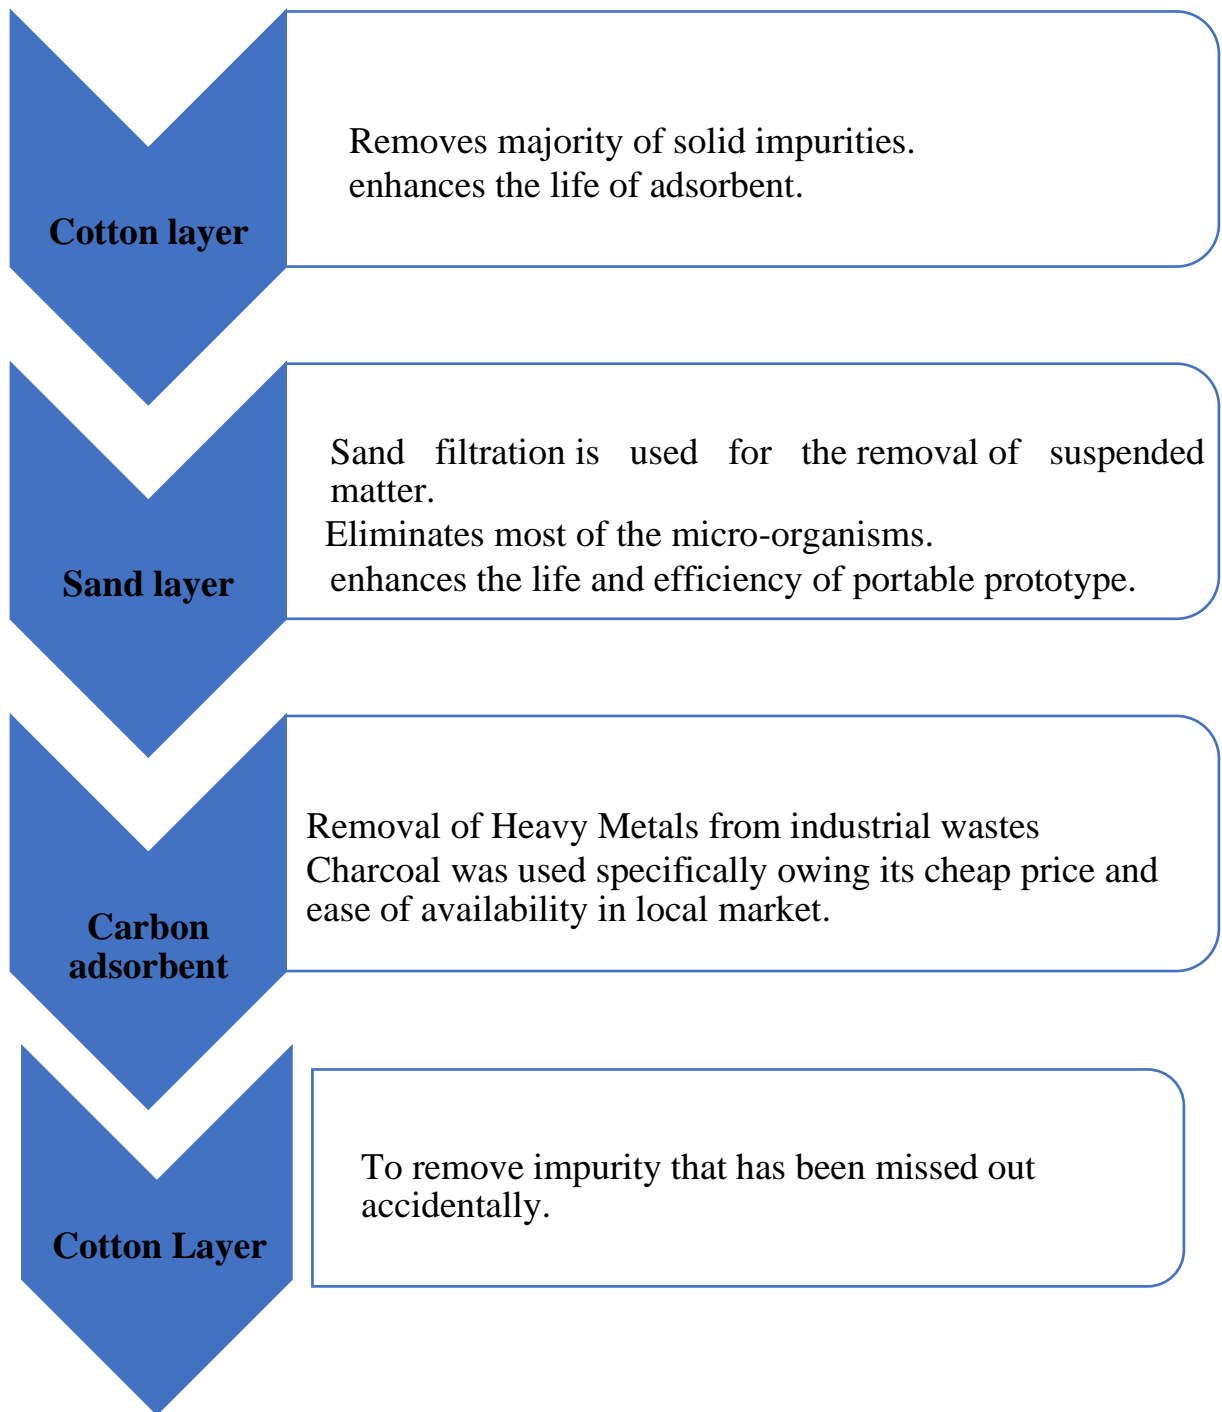 Cotton layer
Removes majority of solid impurities.
enhances the life of adsorbent.
Sand layer
Sand filtration is used for the removal of suspended
matter.
Eliminates most of the micro-organisms.
enhances the life and efficiency of portable prototype.
Carbon
adsorbent
Removal of Heavy Metals from industrial wastes
Charcoal was used specifically owing its cheap price and
ease of availability in local market.
Cotton Layer
To remove impurity that has been missed out
accidentally.